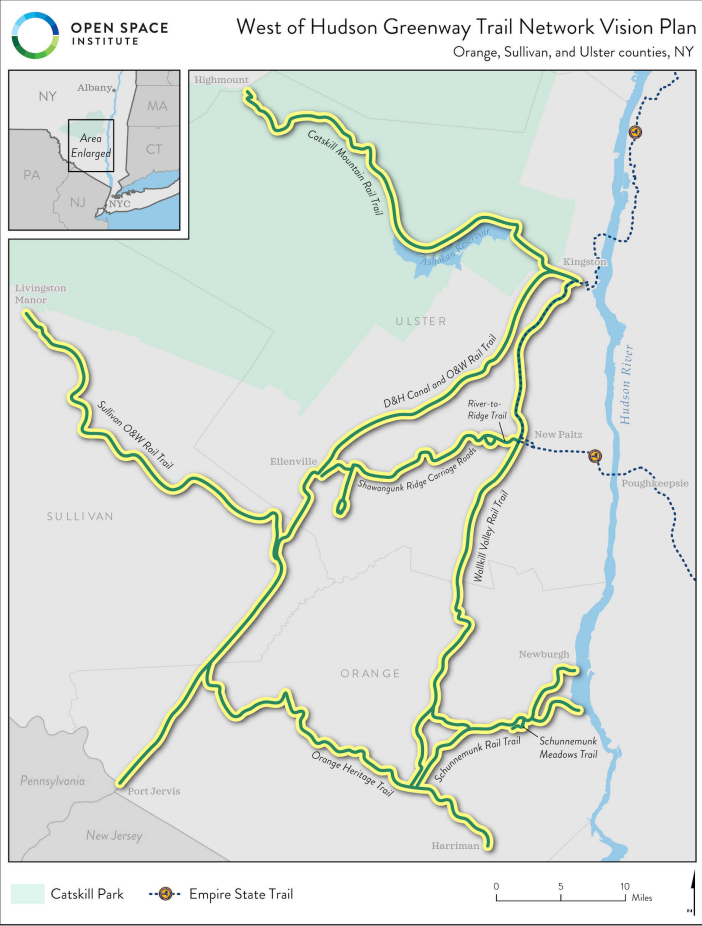 OPEN SPACE
INSTITUTE
West of Hudson Greenway Trail Network Vision Plan
Orange, Sullivan, and Ulster counties, NY
NY
Albany
MA
Area
Enlarged
CT
PA
NJ
NYC
Highmount
Catskill Mountain Rail Trail
Ashokan Reservoir
Kingston
Livingston
Manor
ULSTER
Hudson River
D&H Canal and O&W Rail Trail
Sullivan O&W Rail Trail
River-to-
Ridge Trail
New Paltz
Ellenville
Shawangunk Ridge Carriage Roads
Poughkeepsie
SULLIVAN
Wallkill Valley Rail Trail
Newburgh
ORANGE
Schunnemunk Rail Trail
Schunnemunk
Meadows Trail
Orange Heritage Trail
Pennsylvania
Port Jervis
New Jersey
Harriman
Catskill Park
Empire State Trail
0 5 10
Miles
N